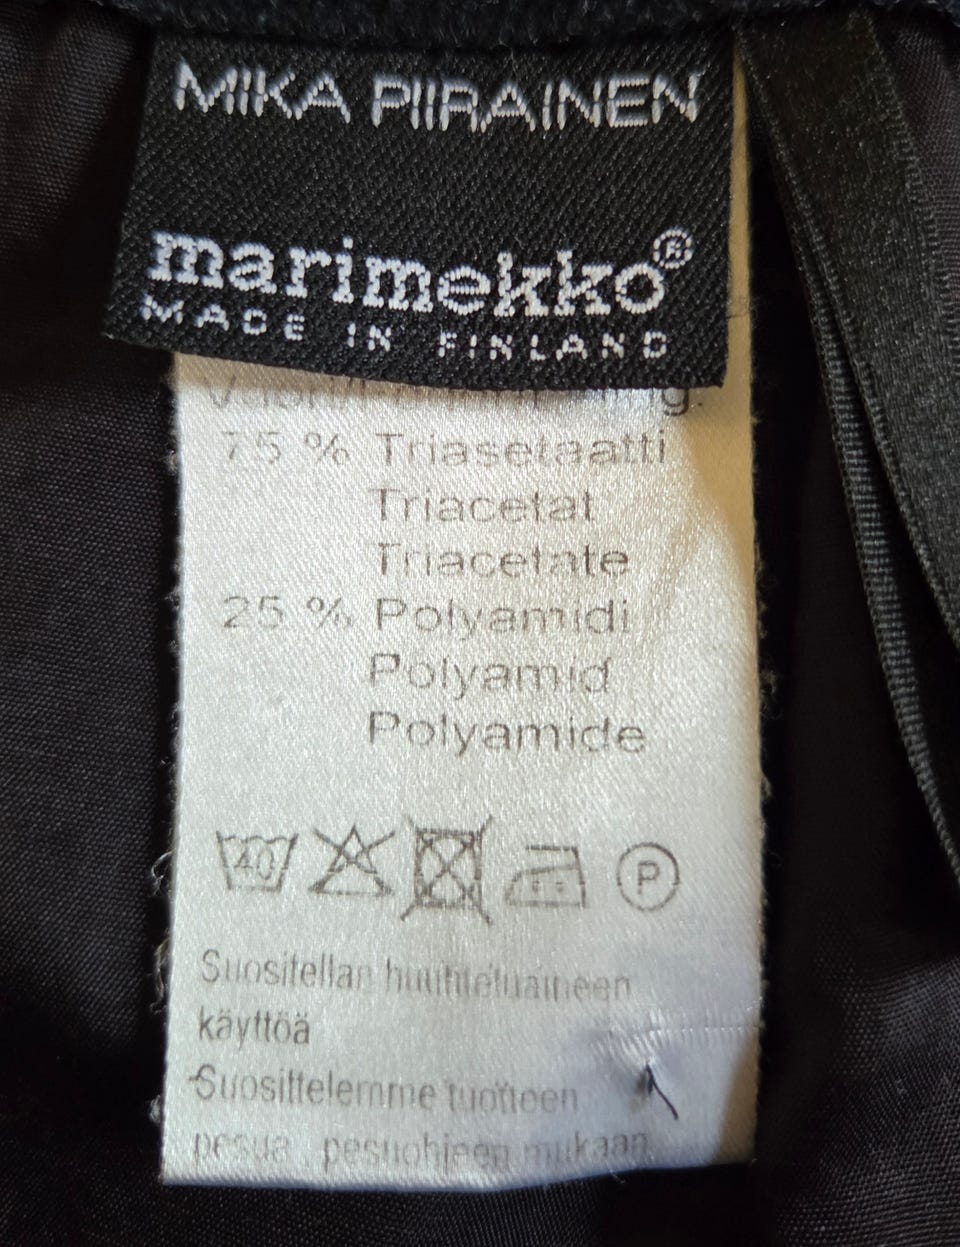 MIKA PIIRAINEN
marimekko®
MADE IN FINLAND
75 % Triasetaatti
Triacetat
Triacetate
25 % Polyamidi
Polyamid
Polyamide
40 P
Suositellan huuhteluaineen
käyttöä
Suosittelemme tuotteen
pesua, pesuohjeen mukaan